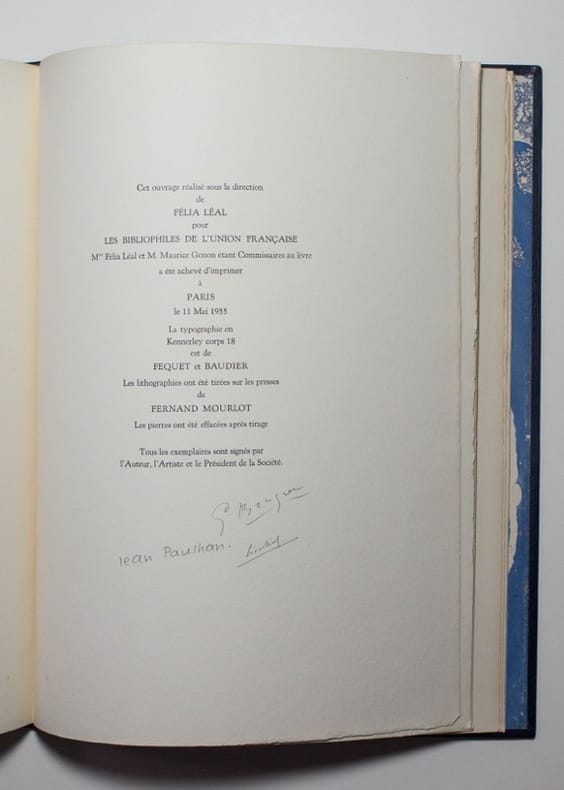 Cet ouvrage réalisé sous la direction
de
FÉLIA LÉAL
pour
LES BIBLIOPHILES DE L'UNION FRANÇAISE
Mme Félia Léal et M. Maurice Gonon étant Commissaires au livre
a été achevé d'imprimer
à
PARIS
le 11 Mai 1955
La typographie en
Kennerley corps 18
est de
FEQUET et BAUDIER
Les lithographies ont été tirées sur les presses
de
FERNAND MOURLOT
Les pierres ont été effacées après tirage
Tous les exemplaires sont signés par
l'Auteur, l'Artiste et le Président de la Société.
Jean Paulhan.